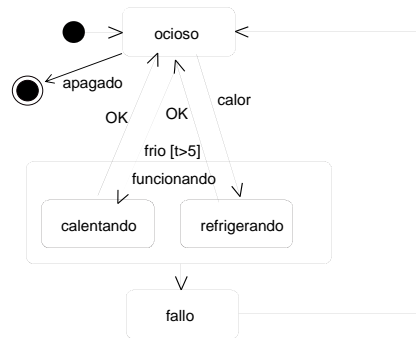 ocioso
apagado
calor
OK
OK
frio [t>5]
funcionando
calentando
refrigerando
fallo